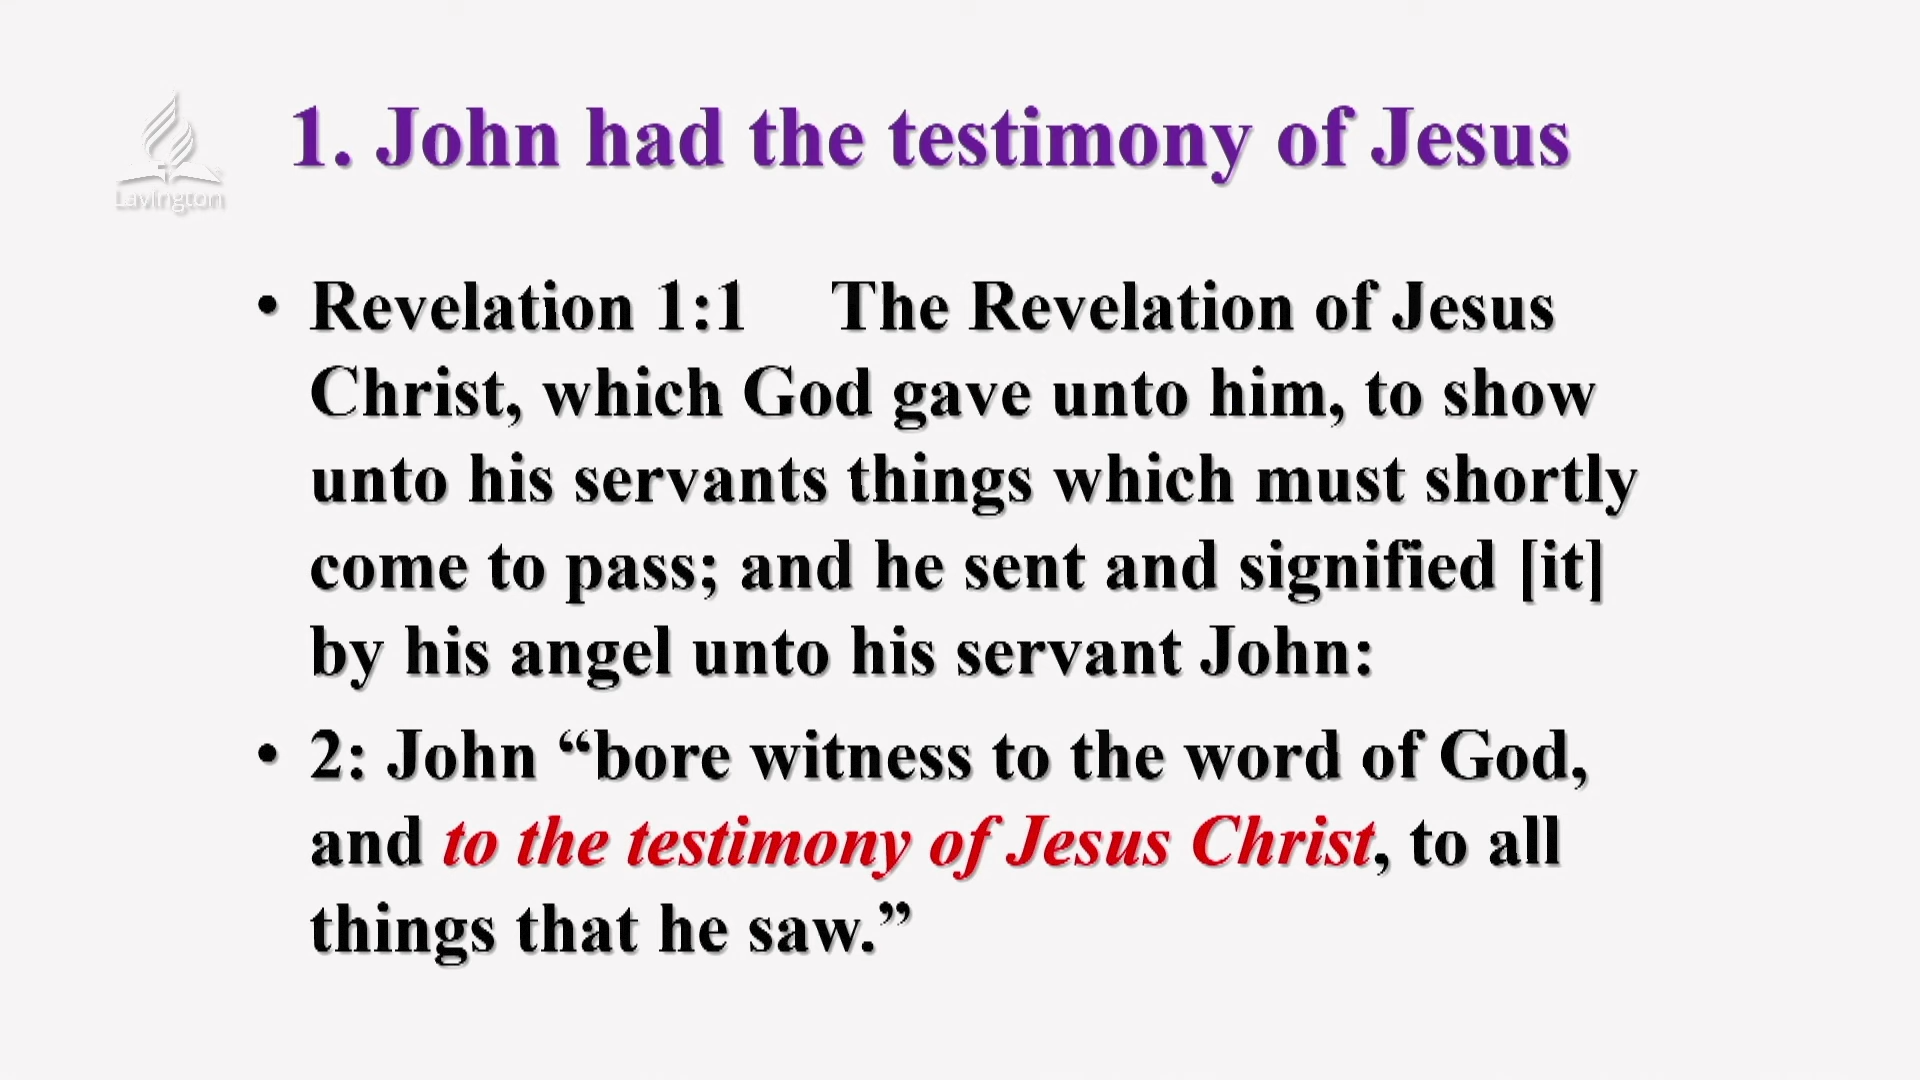 1. John had the testimony of Jesus
Lavington
• Revelation 1:1 The Revelation of Jesus
Christ, which God gave unto him, to show
unto his servants things which must shortly
come to pass; and he sent and signified [it]
by his angel unto his servant John:
• 2: John “bore witness to the word of God,
and to the testimony of Jesus Christ, to all
things that he saw.”